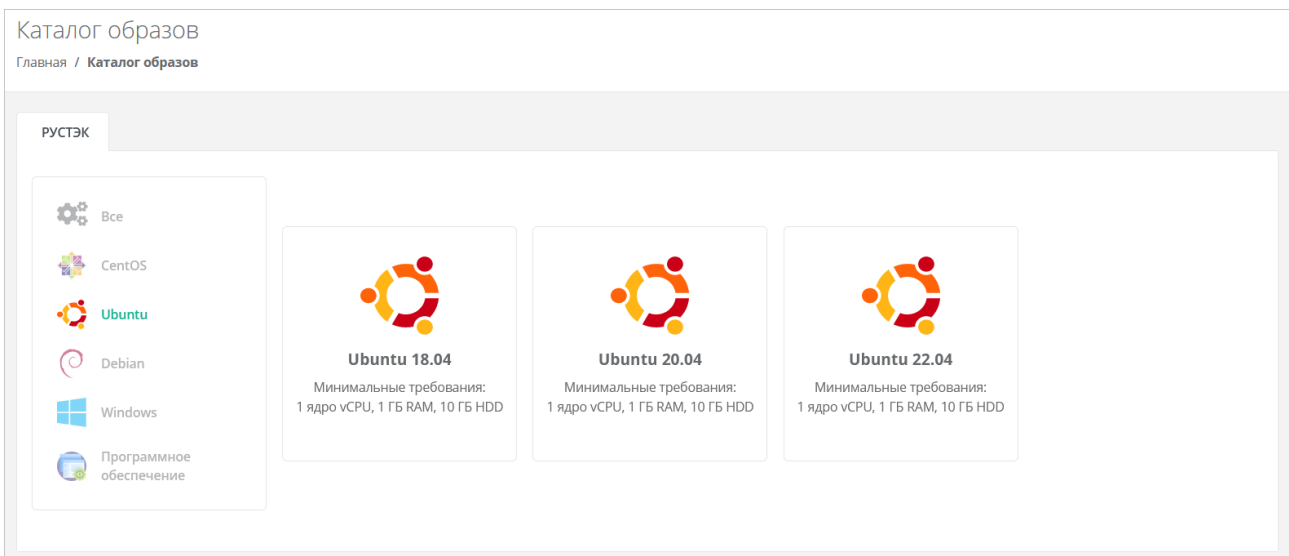 Каталог образов
Главная / Каталог образов
РУСТЭК
Все
CentOS
Ubuntu
Debian
Windows
Программное
обеспечение
Ubuntu 18.04
Минимальные требования:
1 ядро vCPU, 1 ГБ RAM, 10 ГБ HDD
Ubuntu 20.04
Минимальные требования:
1 ядро vCPU, 1 ГБ RAM, 10 ГБ HDD
Ubuntu 22.04
Минимальные требования:
1 ядро vCPU, 1 ГБ RAM, 10 ГБ HDD